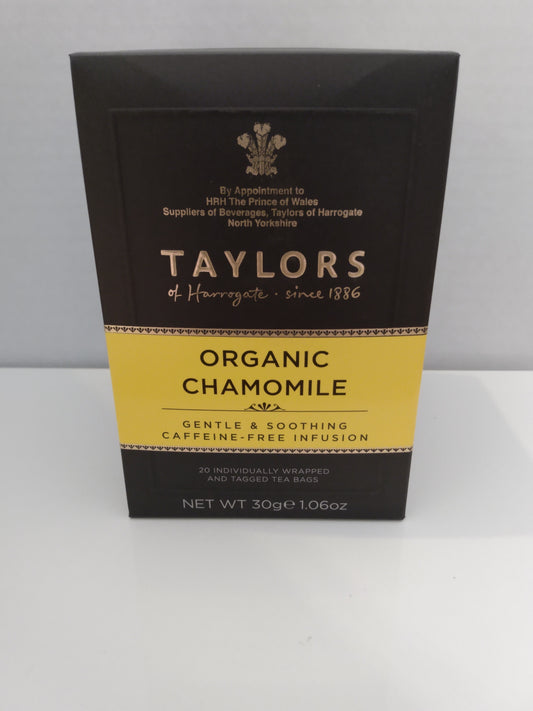 By Appointment to
HRH The Prince of Wales
Suppliers of Beverages, Taylors of Harrogate
North Yorkshire
TAYLORS
of Harrogate · since 1886
ORGANIC
CHAMOMILE
GENTLE & SOOTHING
CAFFEINE-FREE INFUSION
20 INDIVIDUALLY WRAPPED
AND TAGGED TEA BAGS
NET WT 30g℮ 1.06oz